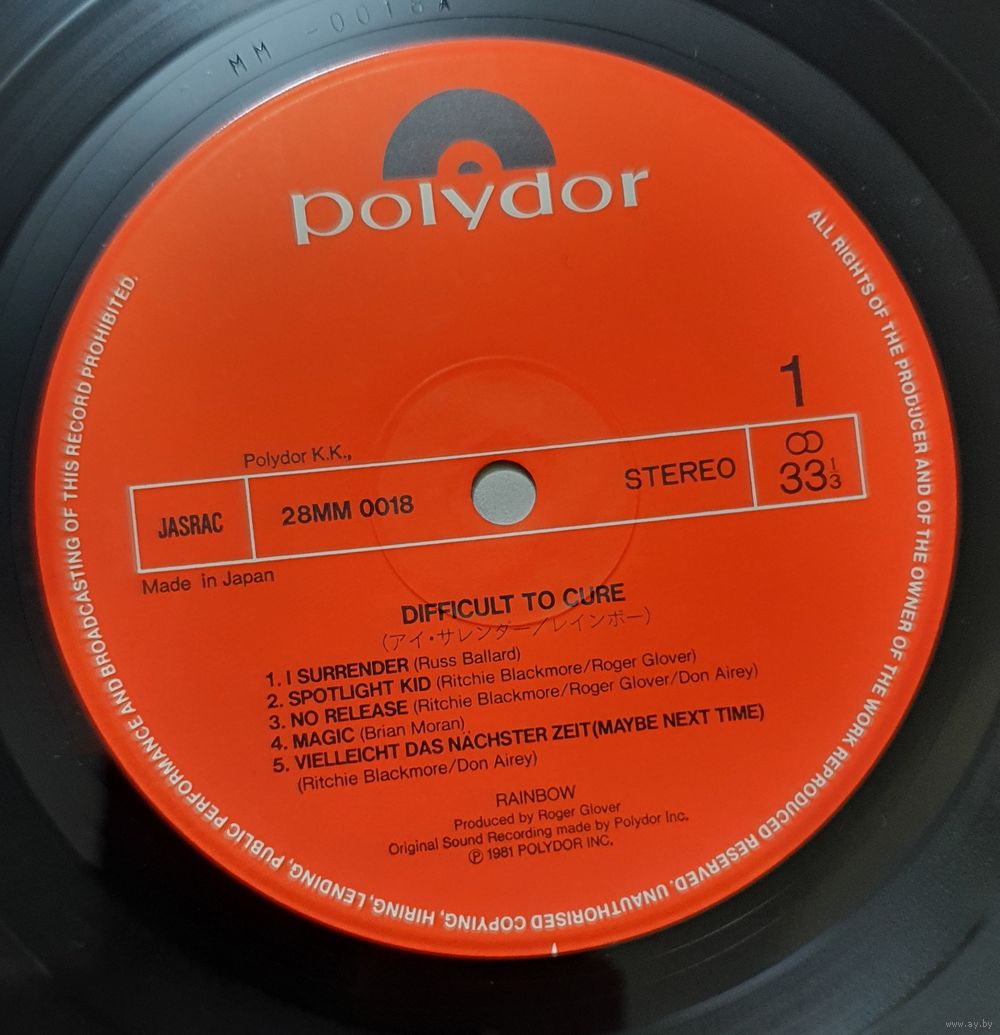 MM -0018A
polydor
ALL RIGHTS OF THE PRODUCER AND OF THE OWNER OF THE WORK REPRODUCED RESERVED. UNAUTHORISED COPYING, HIRING, LENDING, PUBLIC PERFORMANCE AND BROADCASTING OF THIS RECORD PROHIBITED.
1
Polydor K.K.,
JASRAC 28MM 0018 STEREO 33⅓
Made in Japan
DIFFICULT TO CURE
(アイ・サレンダー/レインボー)
1. I SURRENDER (Russ Ballard)
2. SPOTLIGHT KID (Ritchie Blackmore/Roger Glover)
3. NO RELEASE (Ritchie Blackmore/Roger Glover/Don Airey)
4. MAGIC (Brian Moran)
5. VIELLEICHT DAS NÄCHSTER ZEIT(MAYBE NEXT TIME)
(Ritchie Blackmore/Don Airey)
RAINBOW
Produced by Roger Glover
Original Sound Recording made by Polydor Inc.
℗ 1981 POLYDOR INC.
www.ay.by